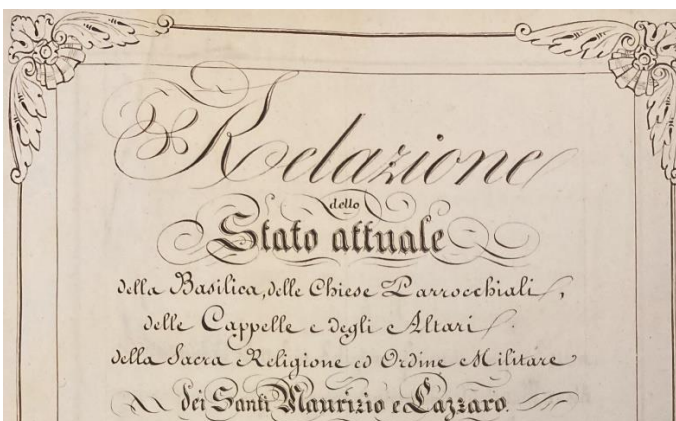 Relazione
dello
Stato attuale
della Basilica, delle Chiese Parrocchiali,
delle Cappelle e degli Altari
della Sacra Religione ed Ordine Militare
dei Santi Maurizio e Lazzaro.